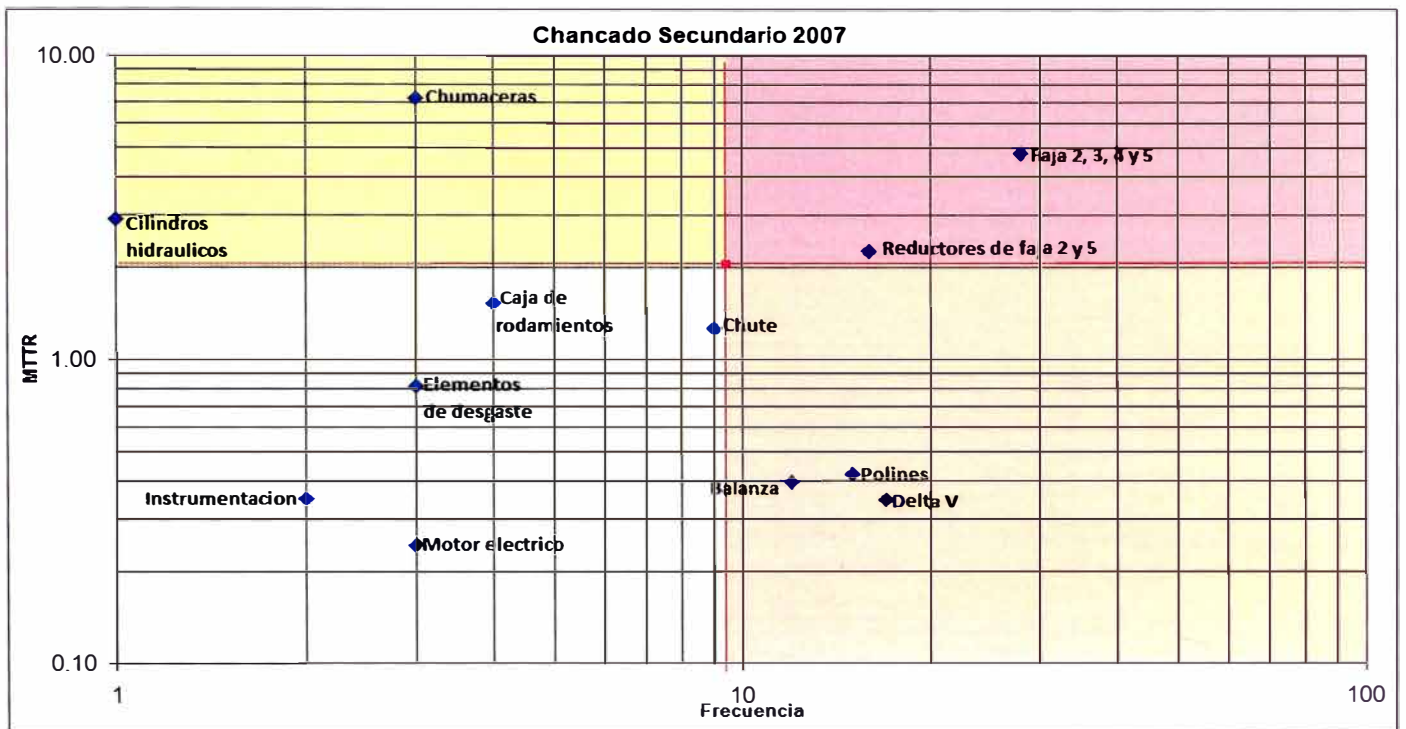 Chancado Secundario 2007
10.00
Chumaceras
Faja 2, 3, 4 y 5
Cilindros
hidraulicos
Reductores de faja 2 y 5
Caja de
rodamientos
Chute
MTTR
1.00
Elementos
de desgaste
Polines
Balanza
Delta V
Instrumentacion
Motor electrico
0.10
1
10
100
Frecuencia